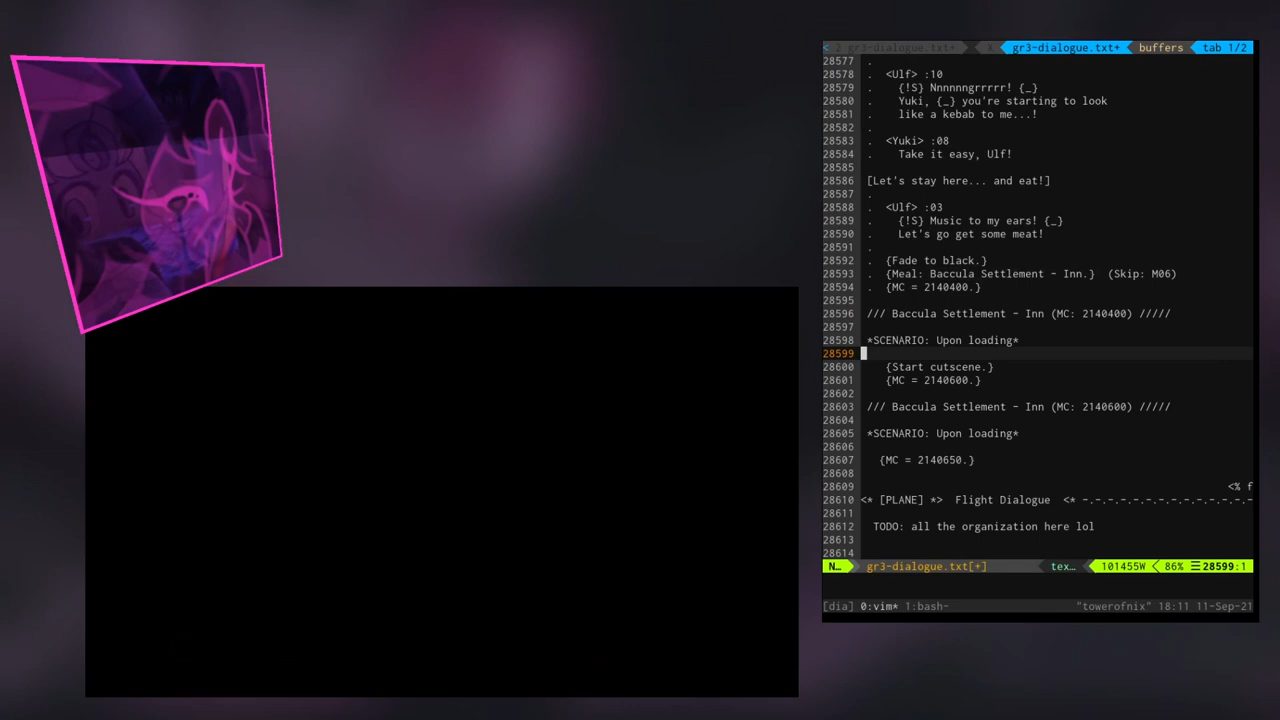 < 2 gr1-dialogue.txt+ gr3-dialogue.txt+ buffers tab 1/2
28577 .
28578 . <Ulf> :10
28579 . {!S} Nnnnnngrrrrr! {_}
28580 . Yuki, {_} you're starting to look
28581 . like a kebab to me...!
28582 .
28583 . <Yuki> :08
28584 . Take it easy, Ulf!
28585
28586 [Let's stay here... and eat!]
28587 .
28588 . <Ulf> :03
28589 . {!S} Music to my ears! {_}
28590 . Let's go get some meat!
28591 .
28592 . {Fade to black.}
28593 . {Meal: Baccula Settlement - Inn.} (Skip: M06)
28594 . {MC = 2140400.}
28595
28596 /// Baccula Settlement - Inn (MC: 2140400) /////
28597
28598 *SCENARIO: Upon loading*
28599
28600 {Start cutscene.}
28601 {MC = 2140600.}
28602
28603 /// Baccula Settlement - Inn (MC: 2140600) /////
28604
28605 *SCENARIO: Upon loading*
28606
28607 {MC = 2140650.}
28608
28609 <% f
28610 <* [PLANE] *> Flight Dialogue <* -.-.-.-.-.-.-.-.-.-.-.-.-.-
28611
28612 TODO: all the organization here lol
28613
28614
N… gr3-dialogue.txt[+] tex… 101455W < 86% ☰28599:1
[dia] 0:vim* 1:bash- "towerofnix" 18:11 11-Sep-21